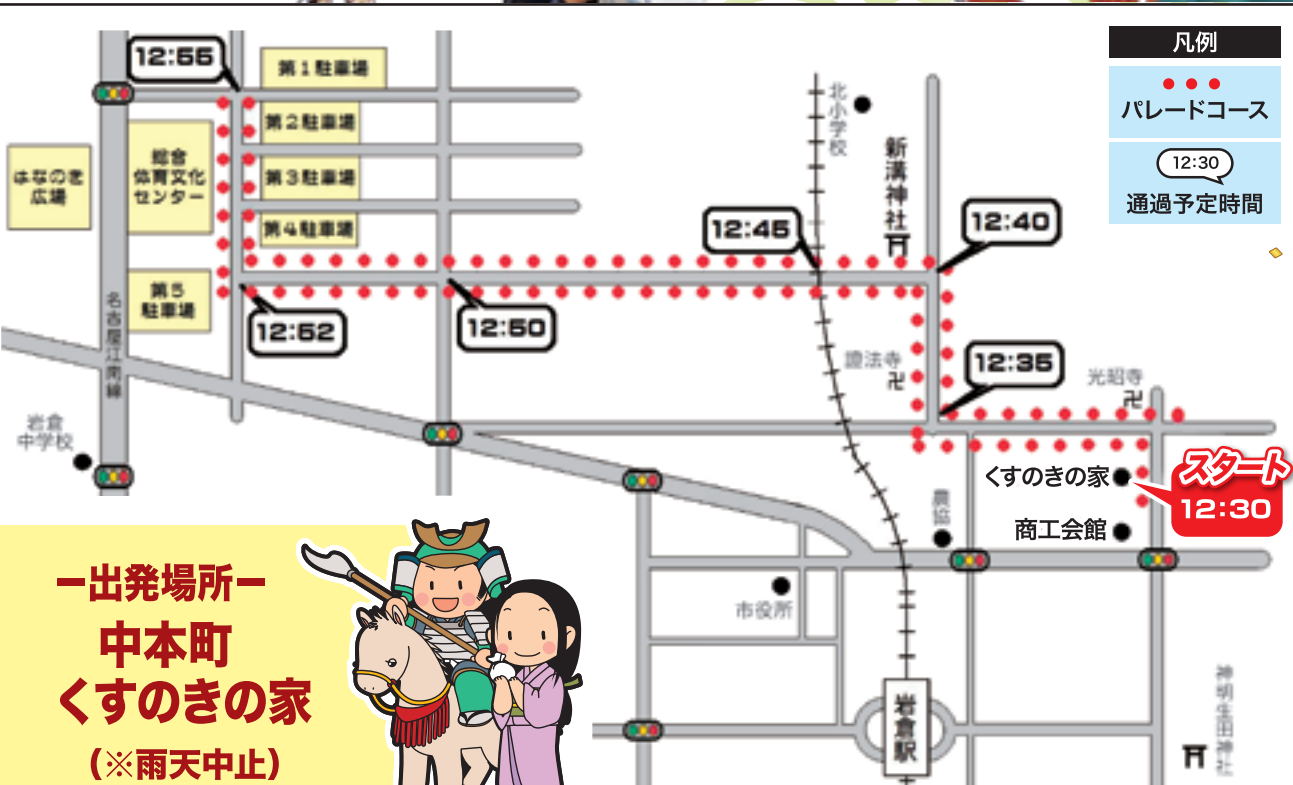 12:55
第1駐車場
第2駐車場
第3駐車場
第4駐車場
総合
体育文化
センター
はなのき
広場
第5
駐車場
名古屋江南線
岩倉
中学校
12:52
12:50
12:45
北小学校
新溝神社
12:40
證法寺
12:35
光昭寺
くすのきの家
スタート
12:30
商工会館
農協
市役所
岩倉駅
神明生田神社
凡例
パレードコース
12:30
通過予定時間
ー出発場所ー
中本町
くすのきの家
(※雨天中止)